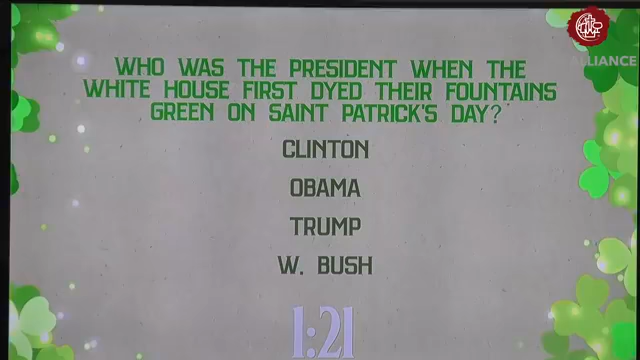 ALLIANCE
WHO WAS THE PRESIDENT WHEN THE
WHITE HOUSE FIRST DYED THEIR FOUNTAINS
GREEN ON SAINT PATRICK'S DAY?
CLINTON
OBAMA
TRUMP
W. BUSH
1:21